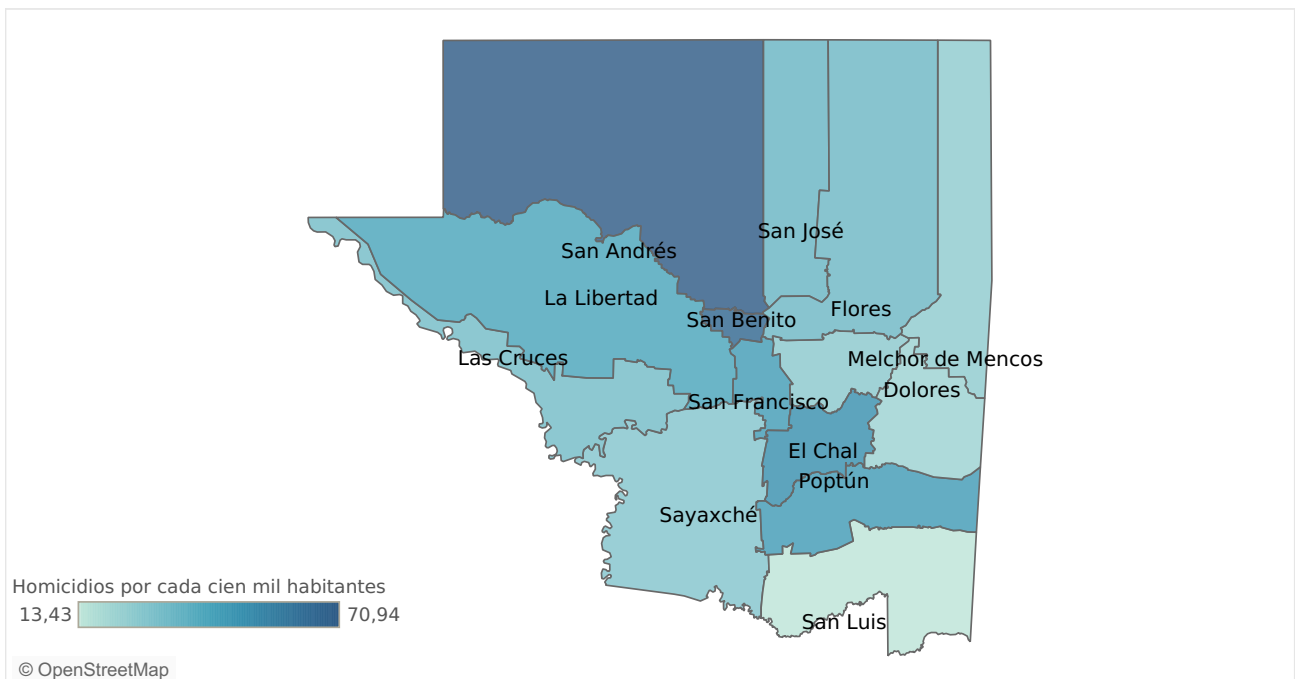 San José
San Andrés
La Libertad
Flores
San Benito
Las Cruces
Melchor de Mencos
Dolores
San Francisco
El Chal
Poptún
Sayaxché
Homicidios por cada cien mil habitantes
13,43 70,94
San Luis
© OpenStreetMap